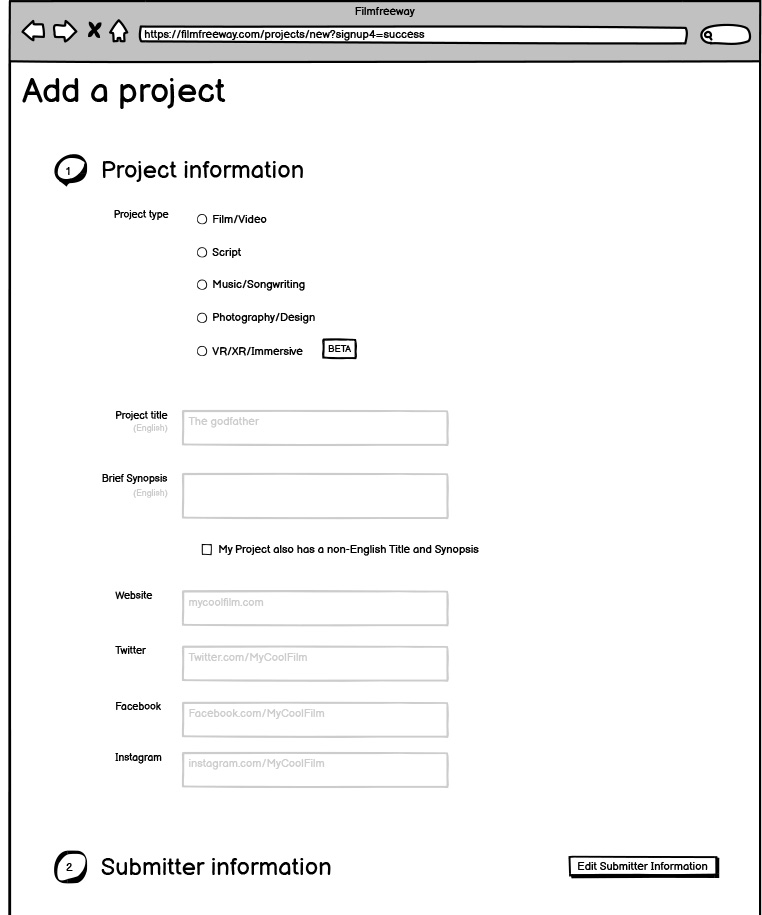 Filmfreeway
https://filmfreeway.com/projects/new?signup4=success
Add a project
1 Project information
Project type
Film/Video
Script
Music/Songwriting
Photography/Design
VR/XR/Immersive BETA
Project title
(English)
The godfather
Brief Synopsis
(English)
My Project also has a non-English Title and Synopsis
Website
mycoolfilm.com
Twitter
Twitter.com/MyCoolFilm
Facebook
Facebook.com/MyCoolFilm
Instagram
instagram.com/MyCoolFilm
2 Submitter information
Edit Submitter Information